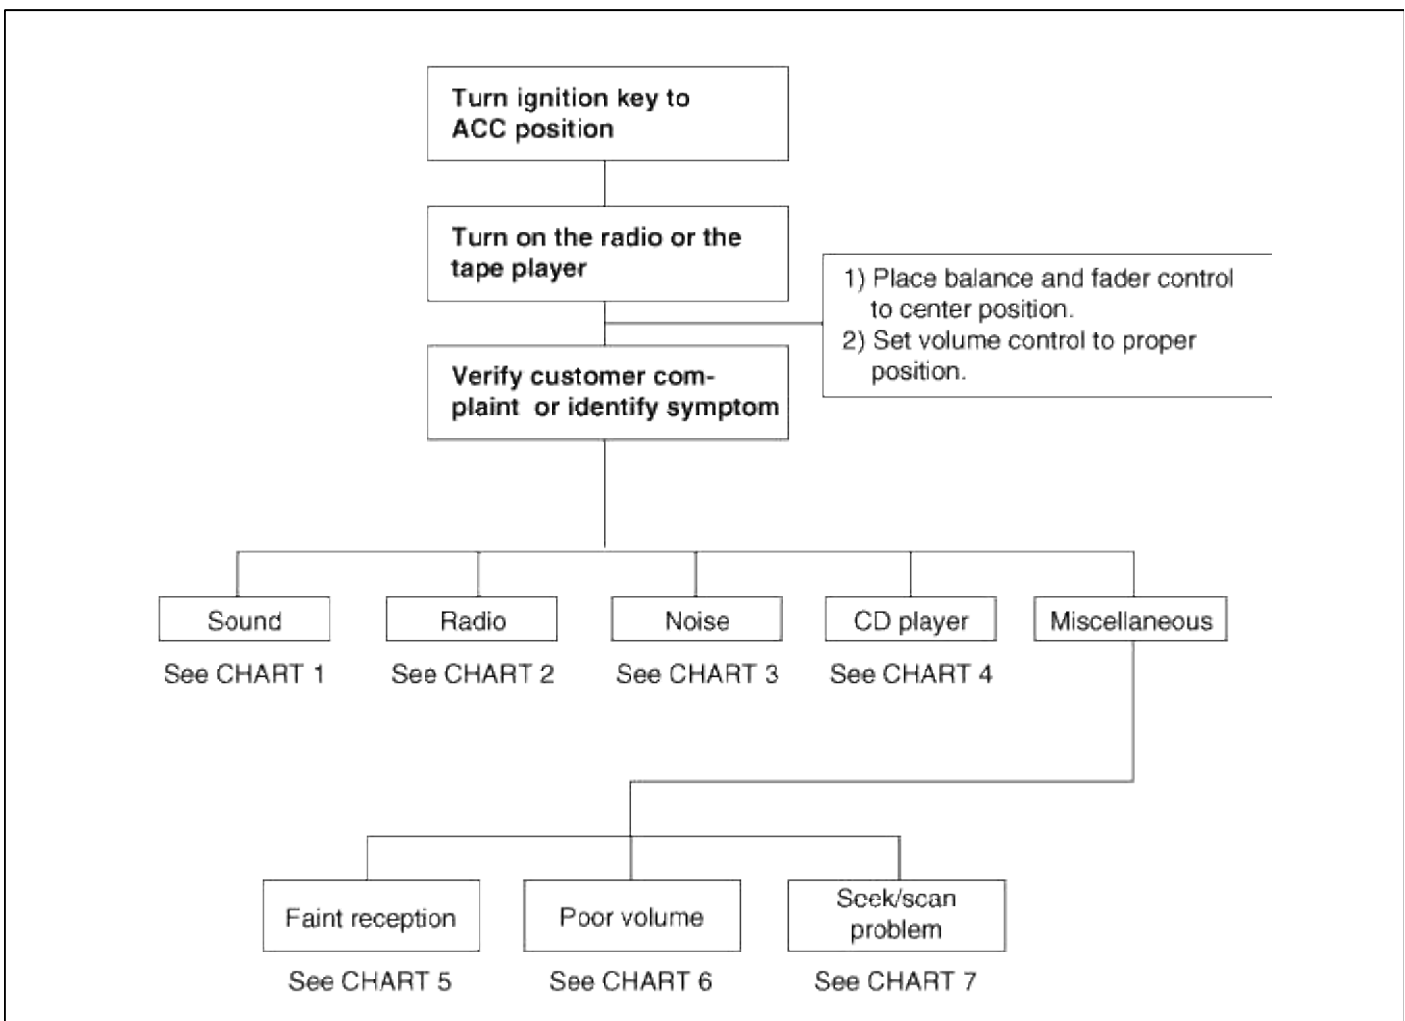 Turn ignition key to
ACC position
Turn on the radio or the
tape player
1) Place balance and fader control
to center position.
2) Set volume control to proper
position.
Verify customer com-
plaint or identify symptom
Sound
Radio
Noise
CD player
Miscellaneous
See CHART 1
See CHART 2
See CHART 3
See CHART 4
Faint reception
Poor volume
Seek/scan
problem
See CHART 5
See CHART 6
See CHART 7